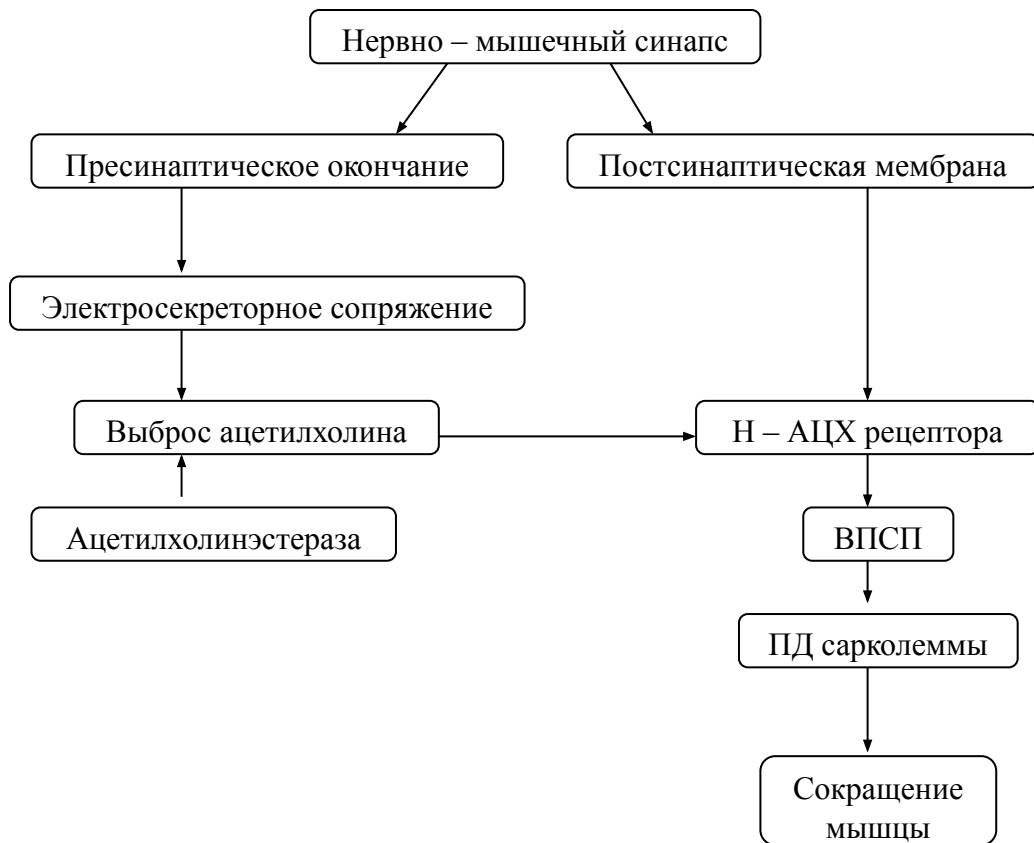 Нервно – мышечный синапс
Пресинаптическое окончание
Постсинаптическая мембрана
Электросекреторное сопряжение
Выброс ацетилхолина
Н – АЦХ рецептора
Ацетилхолинэстераза
ВПСП
ПД сарколеммы
Сокращение
мышцы